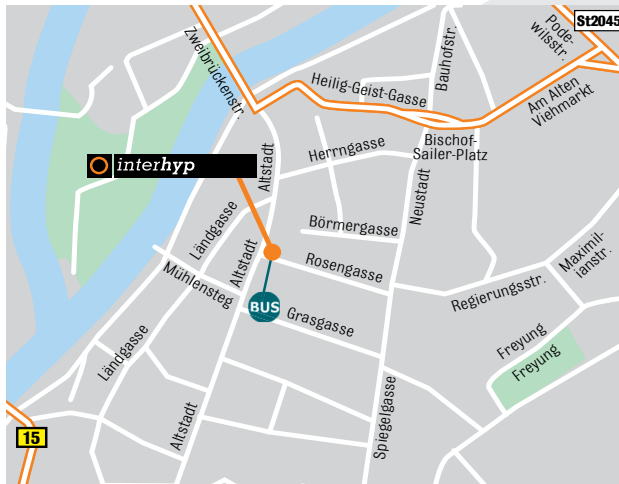 St2045
Pode-
wilsstr.
Zweibrückenstr.
Bauhofstr.
Heilig-Geist-Gasse
Am Alten
Viehmarkt
Bischof-
Sailer-Platz
Herrngasse
Altstadt
interhyp
Neustadt
Ländgasse
Börmergasse
Altstadt
Rosengasse
Maximil-
ianstr.
Mühlensteg
Regierungsstr.
BUS
Grasgasse
Ländgasse
Freyung
Freyung
Altstadt
Spiegelgasse
15